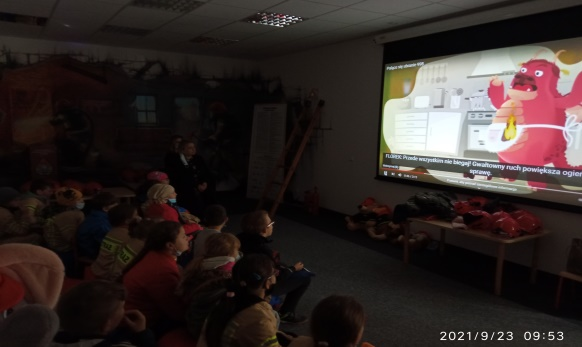 FLOREK: Przede wszystkim nie biegaj! Gwałtowny ruch powiększa ogień
sprawę
2021/9/23 09:53